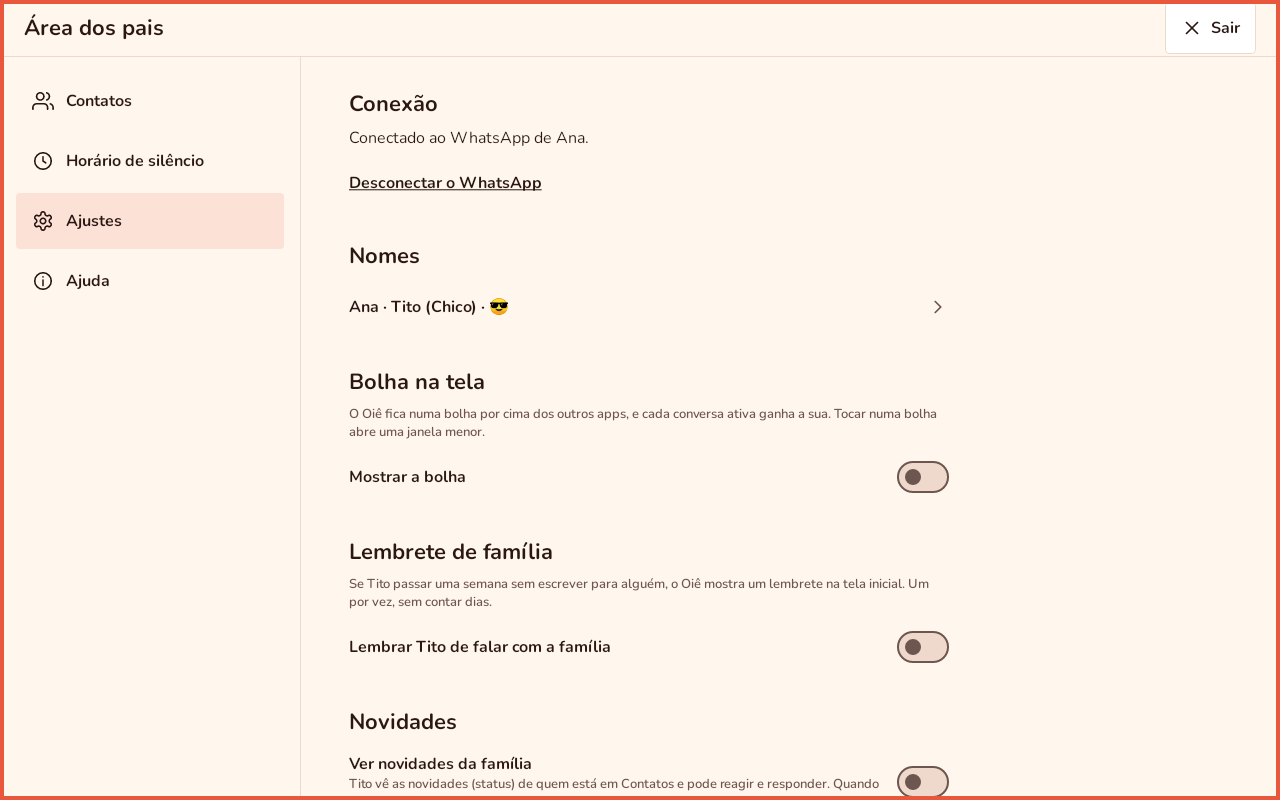 Área dos pais
Sair
Contatos
Horário de silêncio
Ajustes
Ajuda
Conexão
Conectado ao WhatsApp de Ana.
Desconectar o WhatsApp
Nomes
Ana · Tito (Chico) · 😎
Bolha na tela
O Oiê fica numa bolha por cima dos outros apps, e cada conversa ativa ganha a sua. Tocar numa bolha
abre uma janela menor.
Mostrar a bolha
Lembrete de família
Se Tito passar uma semana sem escrever para alguém, o Oiê mostra um lembrete na tela inicial. Um
por vez, sem contar dias.
Lembrar Tito de falar com a família
Novidades
Ver novidades da família
Tito vê as novidades (status) de quem está em Contatos e pode reagir e responder. Quando